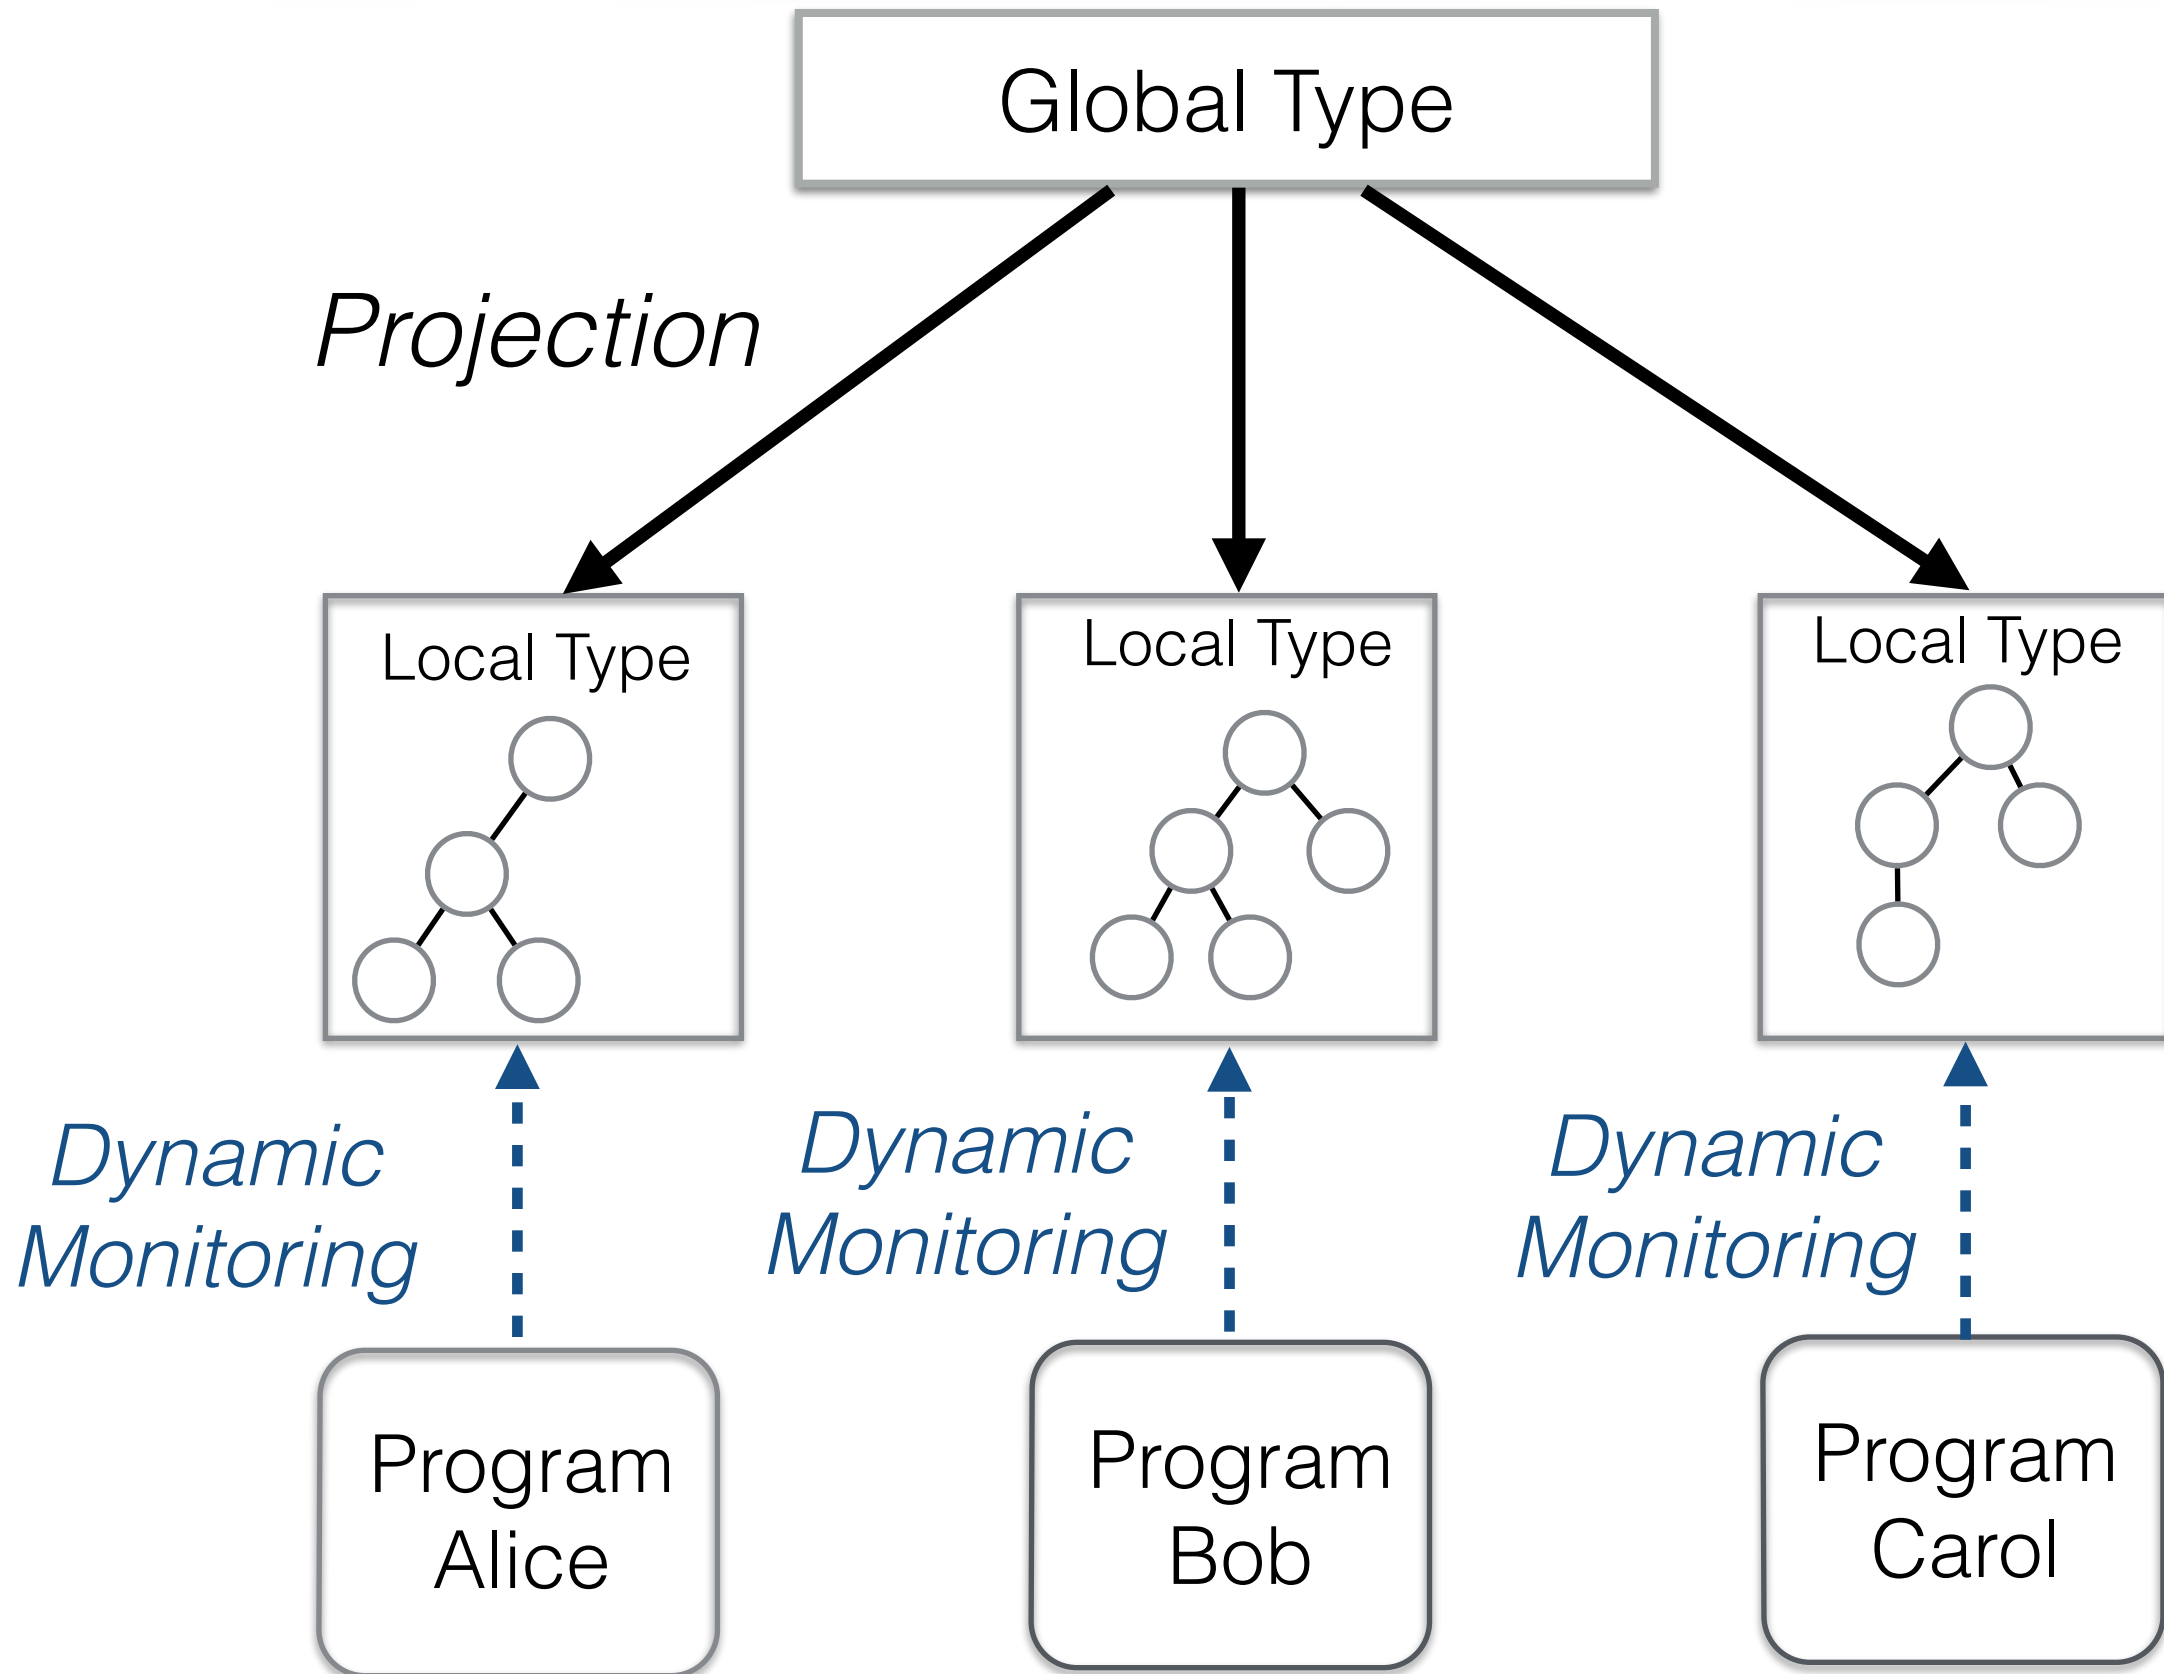 Global Type
Projection
Local Type
Local Type
Local Type
Dynamic
Monitoring
Dynamic
Monitoring
Dynamic
Monitoring
Program
Alice
Program
Bob
Program
Carol